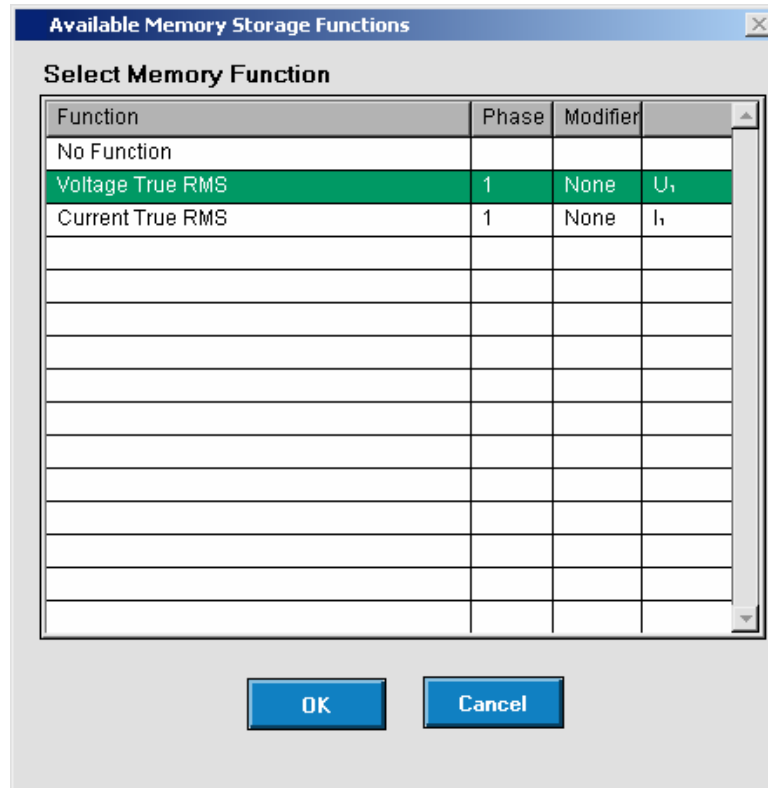 Available Memory Storage Functions
Select Memory Function
Function Phase Modifier
No Function
Voltage True RMS 1 None U₁
Current True RMS 1 None I₁
OK Cancel